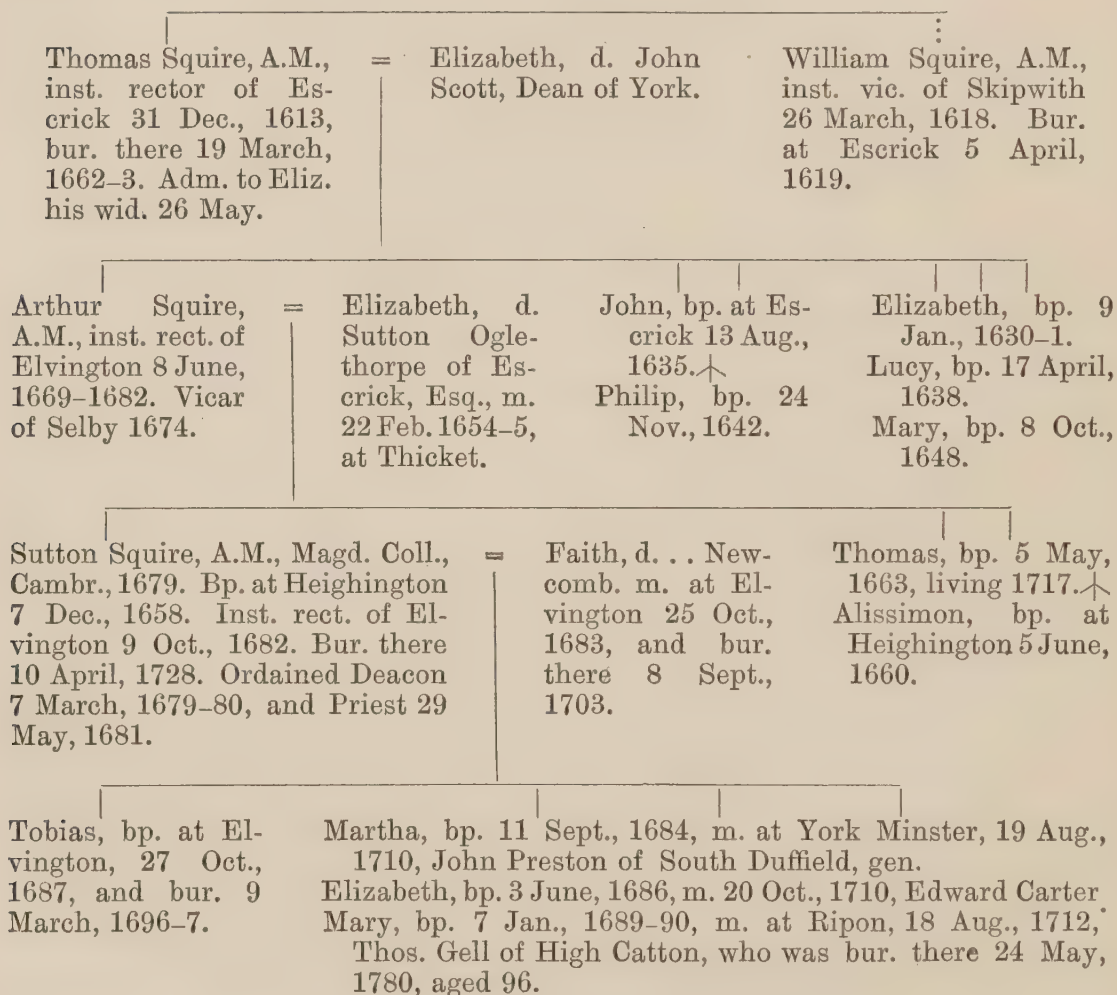 Thomas Squire, A.M.,
inst. rector of Es-
crick 31 Dec., 1613,
bur. there 19 March,
1662–3. Adm. to Eliz.
his wid. 26 May.
=
Elizabeth, d. John
Scott, Dean of York.
William Squire, A.M.,
inst. vic. of Skipwith
26 March, 1618. Bur.
at Escrick 5 April,
1619.
Arthur Squire,
A.M., inst. rect. of
Elvington 8 June,
1669–1682. Vicar
of Selby 1674.
=
Elizabeth, d.
Sutton Ogle-
thorpe of Es-
crick, Esq., m.
22 Feb. 1654–5,
at Thicket.
John, bp. at Es-
crick 13 Aug.,
1635.
Philip, bp. 24
Nov., 1642.
Elizabeth, bp. 9
Jan., 1630–1.
Lucy, bp. 17 April,
1638.
Mary, bp. 8 Oct.,
1648.
Sutton Squire, A.M., Magd. Coll.,
Cambr., 1679. Bp. at Heighington
7 Dec., 1658. Inst. rect. of El-
vington 9 Oct., 1682. Bur. there
10 April, 1728. Ordained Deacon
7 March, 1679–80, and Priest 29
May, 1681.
=
Faith, d. . . New-
comb. m. at El-
vington 25 Oct.,
1683, and bur.
there 8 Sept.,
1703.
Thomas, bp. 5 May,
1663, living 1717.
Alissimon, bp. at
Heighington 5 June,
1660.
Tobias, bp. at El-
vington, 27 Oct.,
1687, and bur. 9
March, 1696–7.
Martha, bp. 11 Sept., 1684, m. at York Minster, 19 Aug.,
1710, John Preston of South Duffield, gen.
Elizabeth, bp. 3 June, 1686, m. 20 Oct., 1710, Edward Carter
Mary, bp. 7 Jan., 1689–90, m. at Ripon, 18 Aug., 1712,
Thos. Gell of High Catton, who was bur. there 24 May,
1780, aged 96.